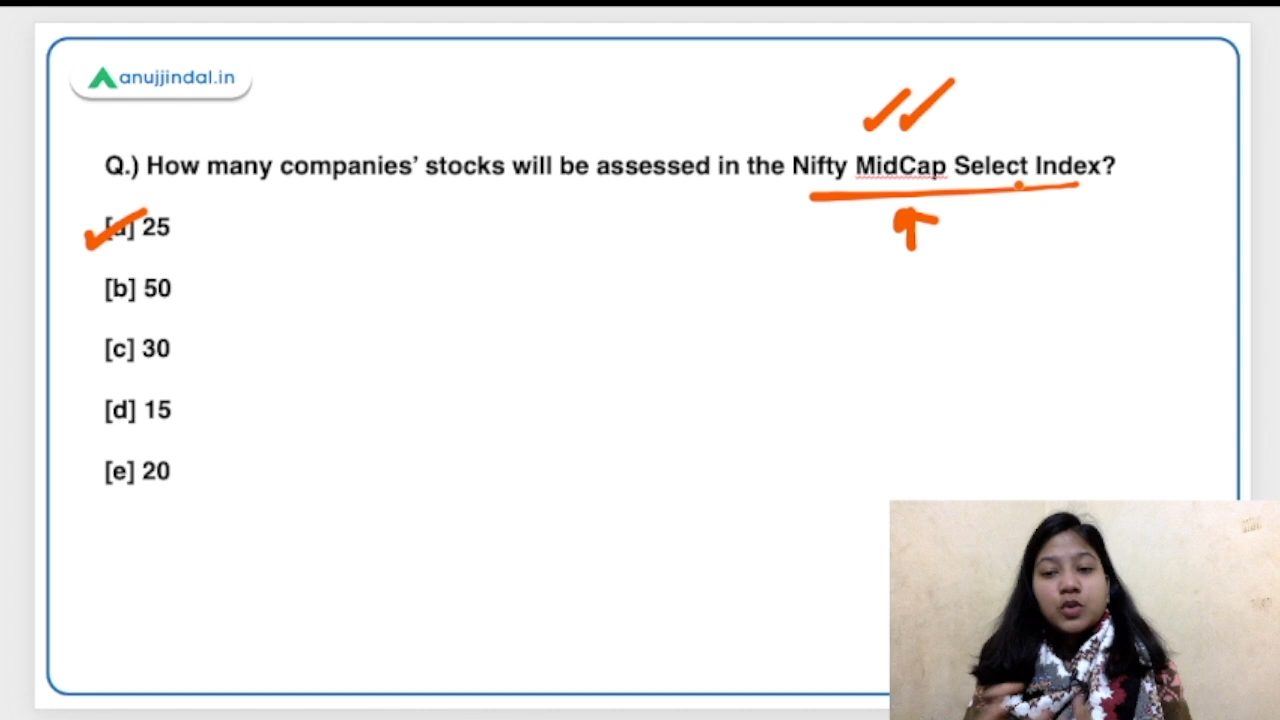 anujjindal.in
Q.) How many companies’ stocks will be assessed in the Nifty MidCap Select Index?
[a] 25
[b] 50
[c] 30
[d] 15
[e] 20